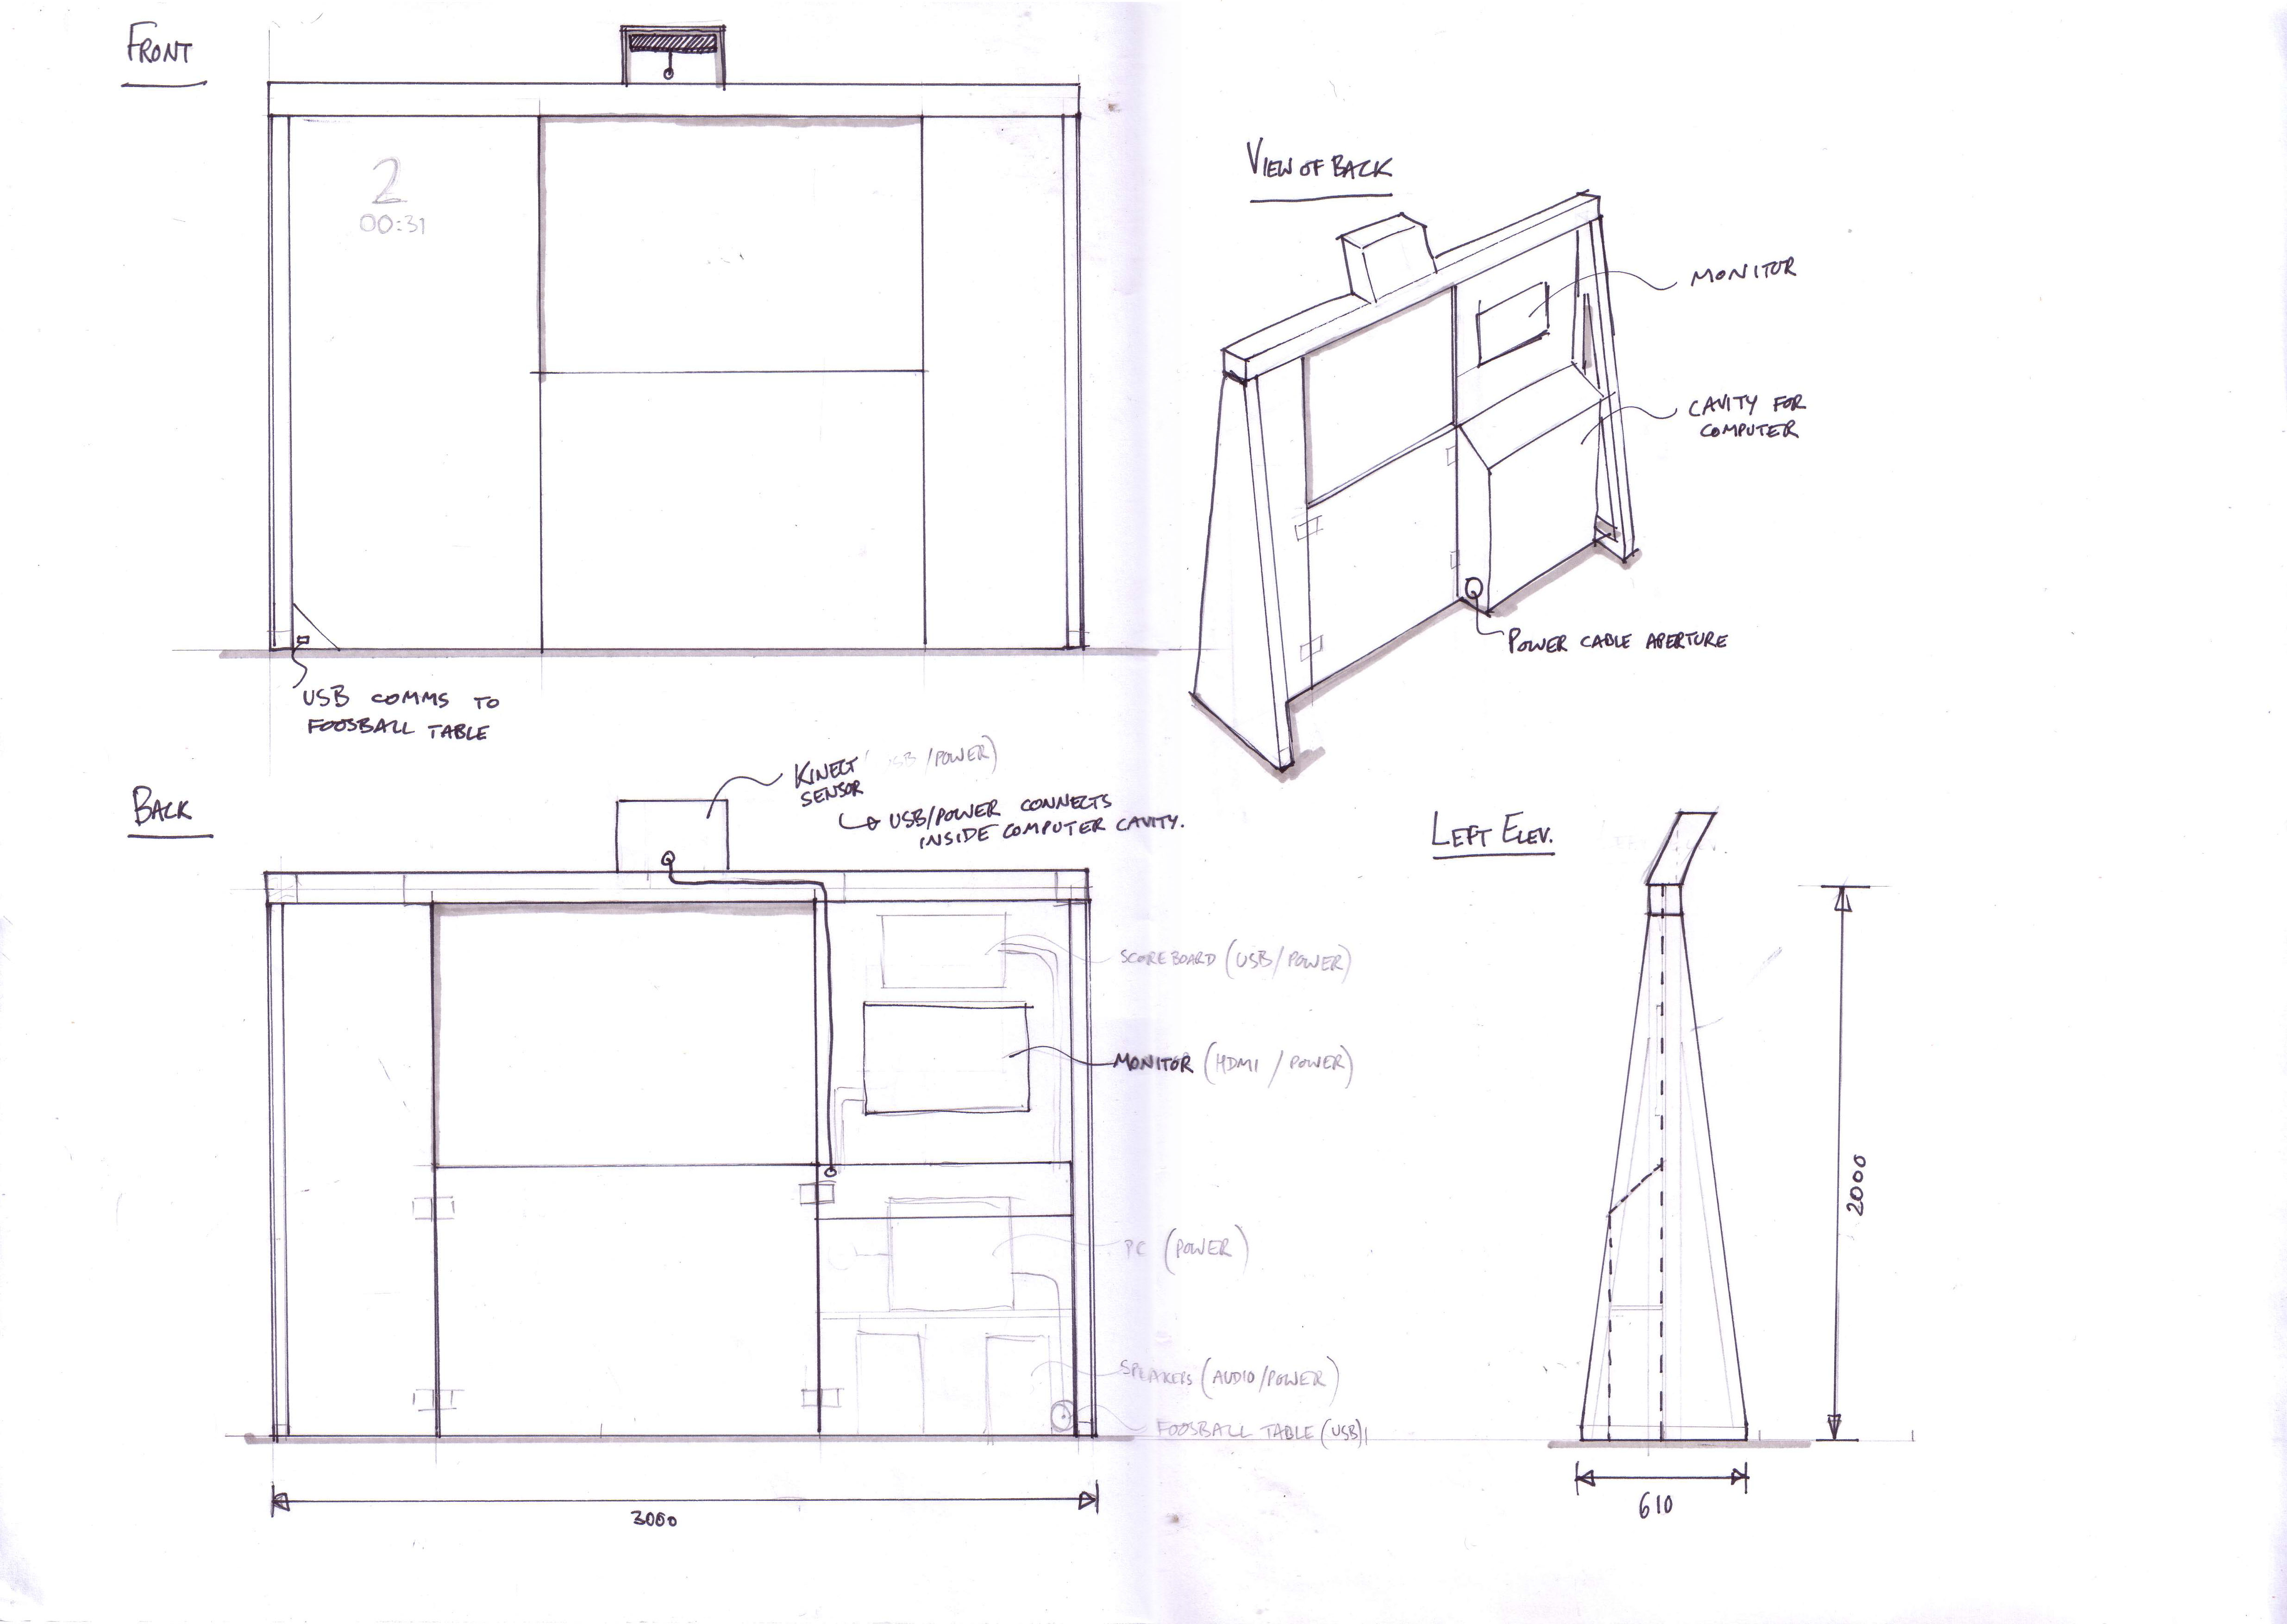 FRONT
2
00:31
USB COMMS TO
FOOSBALL TABLE
VIEW OF BACK
MONITOR
CAVITY FOR
COMPUTER
POWER CABLE APERTURE
BACK
KINECT
SENSOR
/POWER)
USB/POWER CONNECTS
INSIDE COMPUTER CAVITY.
SCOREBOARD (USB/POWER)
MONITOR (HDMI / POWER)
PC (POWER)
SPEAKERS (AUDIO/POWER)
FOOSBALL TABLE (USB)
3000
LEFT ELEV.
2000
610